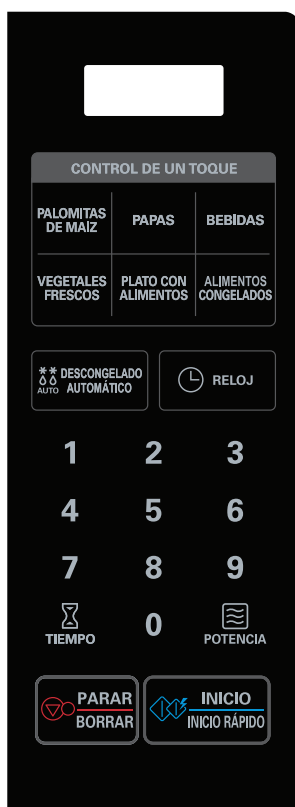 CONTROL DE UN TOQUE
PALOMITAS
DE MAÍZ
PAPAS
BEBÍDAS
VEGETALES
FRESCOS
PLATO CON
ALIMENTOS
ALIMENTOS
CONGELADOS
AUTO
DESCONGELADO
AUTOMÁTICO
RELOJ
1 2 3
4 5 6
7 8 9
TIEMPO
0
POTENCIA
PARAR
BORRAR
INICIO
INICIO RÁPIDO